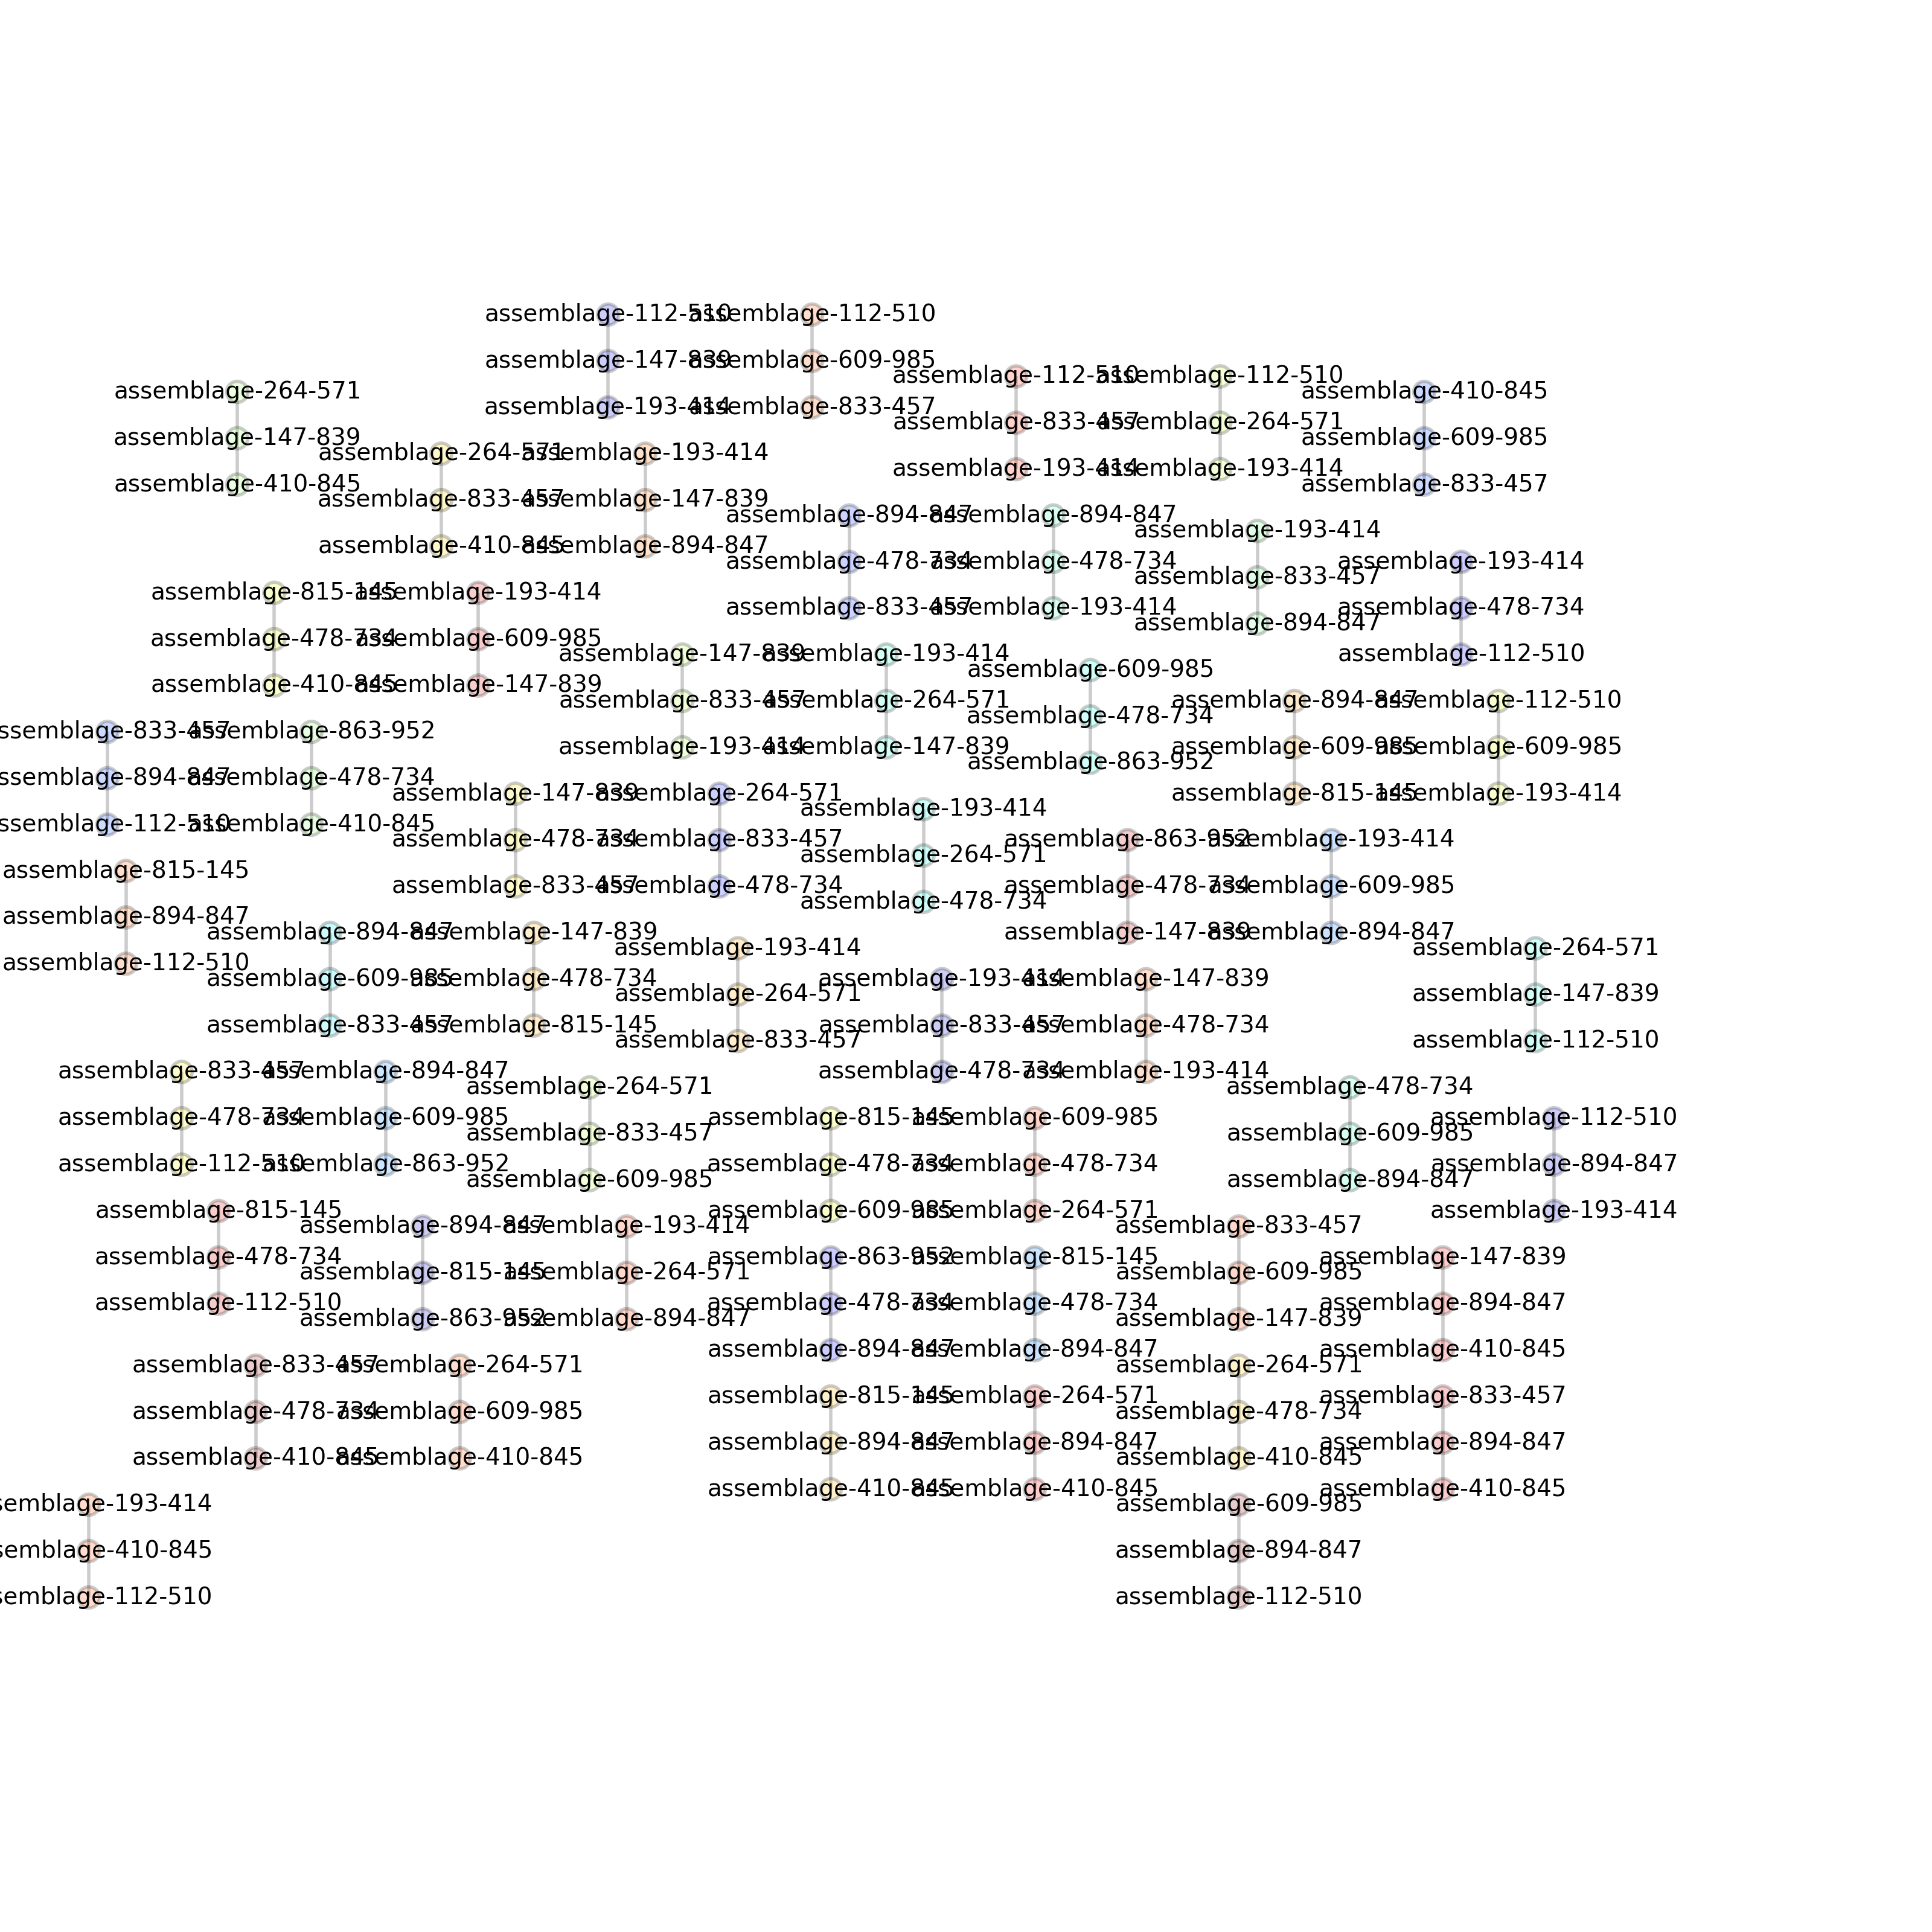 assemblage-112-510
assemblage-147-839
assemblage-193-414
assemblage-112-510
assemblage-609-985
assemblage-833-457
assemblage-112-510
assemblage-833-457
assemblage-193-414
assemblage-112-510
assemblage-264-571
assemblage-193-414
assemblage-410-845
assemblage-609-985
assemblage-833-457
assemblage-264-571
assemblage-147-839
assemblage-410-845
assemblage-264-571
assemblage-833-457
assemblage-410-845
assemblage-193-414
assemblage-147-839
assemblage-894-847
assemblage-894-847
assemblage-478-734
assemblage-833-457
assemblage-894-847
assemblage-478-734
assemblage-193-414
assemblage-193-414
assemblage-833-457
assemblage-894-847
assemblage-193-414
assemblage-478-734
assemblage-112-510
assemblage-815-145
assemblage-478-734
assemblage-410-845
assemblage-193-414
assemblage-609-985
assemblage-147-839
assemblage-147-839
assemblage-833-457
assemblage-193-414
assemblage-193-414
assemblage-264-571
assemblage-147-839
assemblage-609-985
assemblage-478-734
assemblage-863-952
assemblage-894-847
assemblage-609-985
assemblage-815-145
assemblage-112-510
assemblage-609-985
assemblage-193-414
ssemblage-833-457
ssemblage-894-847
ssemblage-112-510
assemblage-863-952
assemblage-478-734
assemblage-410-845
assemblage-147-839
assemblage-478-734
assemblage-833-457
assemblage-264-571
assemblage-833-457
assemblage-478-734
assemblage-193-414
assemblage-264-571
assemblage-478-734
assemblage-863-952
assemblage-478-734
assemblage-147-839
assemblage-193-414
assemblage-609-985
assemblage-894-847
assemblage-815-145
assemblage-894-847
assemblage-112-510
assemblage-894-847
assemblage-609-985
assemblage-833-457
assemblage-147-839
assemblage-478-734
assemblage-815-145
assemblage-193-414
assemblage-264-571
assemblage-833-457
assemblage-193-414
assemblage-833-457
assemblage-478-734
assemblage-147-839
assemblage-478-734
assemblage-193-414
assemblage-264-571
assemblage-147-839
assemblage-112-510
assemblage-833-457
assemblage-478-734
assemblage-112-510
assemblage-894-847
assemblage-609-985
assemblage-863-952
assemblage-264-571
assemblage-833-457
assemblage-609-985
assemblage-815-145
assemblage-478-734
assemblage-609-985
assemblage-609-985
assemblage-478-734
assemblage-264-571
assemblage-478-734
assemblage-609-985
assemblage-894-847
assemblage-112-510
assemblage-894-847
assemblage-193-414
assemblage-815-145
assemblage-478-734
assemblage-112-510
assemblage-894-847
assemblage-815-145
assemblage-863-952
assemblage-193-414
assemblage-264-571
assemblage-894-847
assemblage-863-952
assemblage-478-734
assemblage-894-847
assemblage-815-145
assemblage-478-734
assemblage-894-847
assemblage-833-457
assemblage-609-985
assemblage-147-839
assemblage-147-839
assemblage-894-847
assemblage-410-845
assemblage-833-457
assemblage-478-734
assemblage-410-845
assemblage-264-571
assemblage-609-985
assemblage-410-845
assemblage-815-145
assemblage-894-847
assemblage-410-845
assemblage-264-571
assemblage-894-847
assemblage-410-845
assemblage-264-571
assemblage-478-734
assemblage-410-845
assemblage-833-457
assemblage-894-847
assemblage-410-845
semblage-193-414
semblage-410-845
semblage-112-510
assemblage-609-985
assemblage-894-847
assemblage-112-510